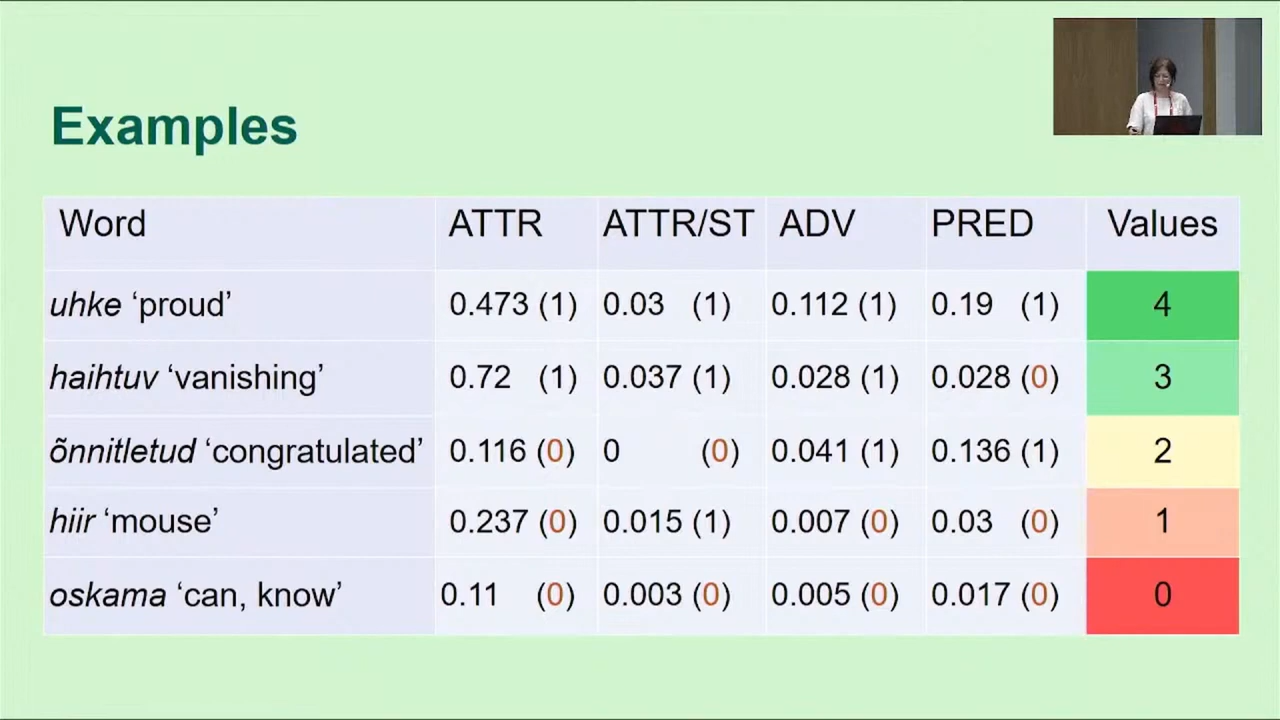 Examples
Word ATTR ATTR/ST ADV PRED Values
uhke ‘proud’ 0.473 (1) 0.03 (1) 0.112 (1) 0.19 (1) 4
haihtuv ‘vanishing’ 0.72 (1) 0.037 (1) 0.028 (1) 0.028 (0) 3
õnnitletud ‘congratulated’ 0.116 (0) 0 (0) 0.041 (1) 0.136 (1) 2
hiir ‘mouse’ 0.237 (0) 0.015 (1) 0.007 (0) 0.03 (0) 1
oskama ‘can, know’ 0.11 (0) 0.003 (0) 0.005 (0) 0.017 (0) 0